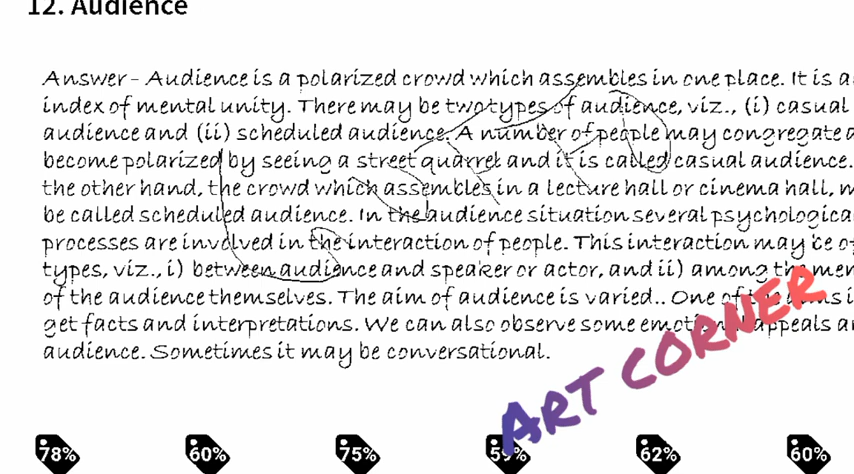 12. Audience
Answer - Audience is a polarized crowd which assembles in one place. It is a
index of mental unity. There may be two types of audience, viz., (i) casual
audience and (ii) scheduled audience. A number of people may congregate a
become polarized by seeing a street quarrel and it is called casual audience.
the other hand, the crowd which assembles in a lecture hall or cinema hall, m
be called scheduled audience. In the audience situation several psychologica
processes are involved in the interaction of people. This interaction may be of
types, viz., i) between audience and speaker or actor, and ii) among the mem
of the audience themselves. The aim of audience is varied.. One of the aims i
get facts and interpretations. We can also observe some emotional appeals a
audience. Sometimes it may be conversational.
ART CORNER
78% 60% 75% 59% 62% 60%